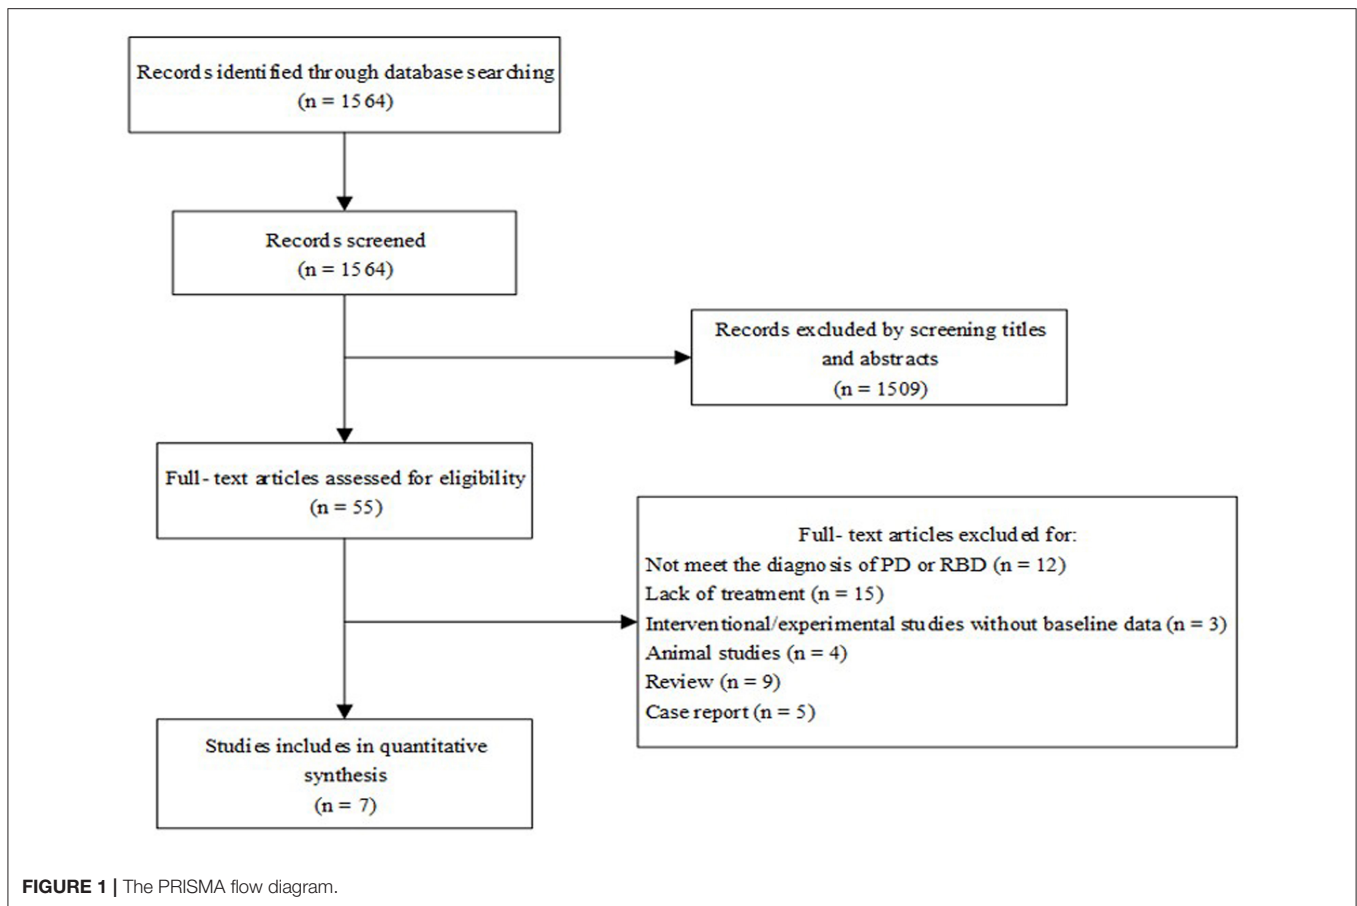 Records identified through database searching
(n = 1564)
Records screened
(n = 1564)
Records excluded by screening titles
and abstracts
(n = 1509)
Full- text articles assessed for eligibility
(n = 55)
Full- text articles excluded for:
Not meet the diagnosis of PD or RBD (n = 12)
Lack of treatment (n = 15)
Interventional/experimental studies without baseline data (n = 3)
Animal studies (n = 4)
Review (n = 9)
Case report (n = 5)
Studies includes in quantitative
synthesis
(n = 7)
FIGURE 1 | The PRISMA flow diagram.